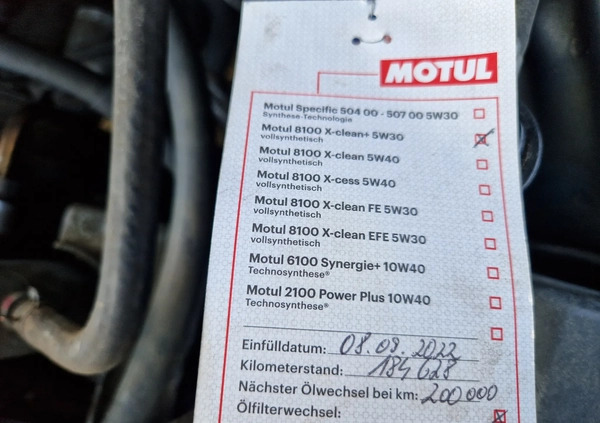 MOTUL
Motul Specific 504 00 - 507 00 5W30
Synthese-Technologie
Motul 8100 X-clean+ 5W30
vollsynthetisch
Motul 8100 X-clean 5W40
vollsynthetisch
Motul 8100 X-cess 5W40
vollsynthetisch
Motul 8100 X-clean FE 5W30
vollsynthetisch
Motul 8100 X-clean EFE 5W30
vollsynthetisch
Motul 6100 Synergie+ 10W40
Technosynthese®
Motul 2100 Power Plus 10W40
Technosynthese®
Einfülldatum: 08.09.2022
Kilometerstand: 184628
Nächster Ölwechsel bei km: 200000
Ölfilterwechsel: